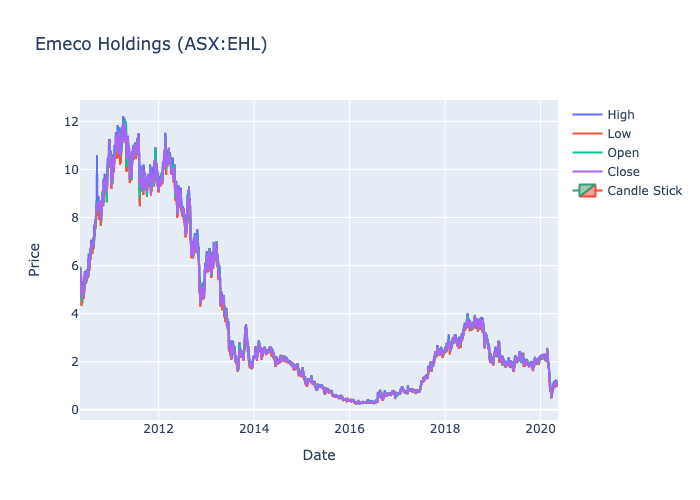 Emeco Holdings (ASX:EHL)
High
Low
Open
Close
Candle Stick
Price
12
10
8
6
4
2
0
2012
2014
2016
2018
2020
Date